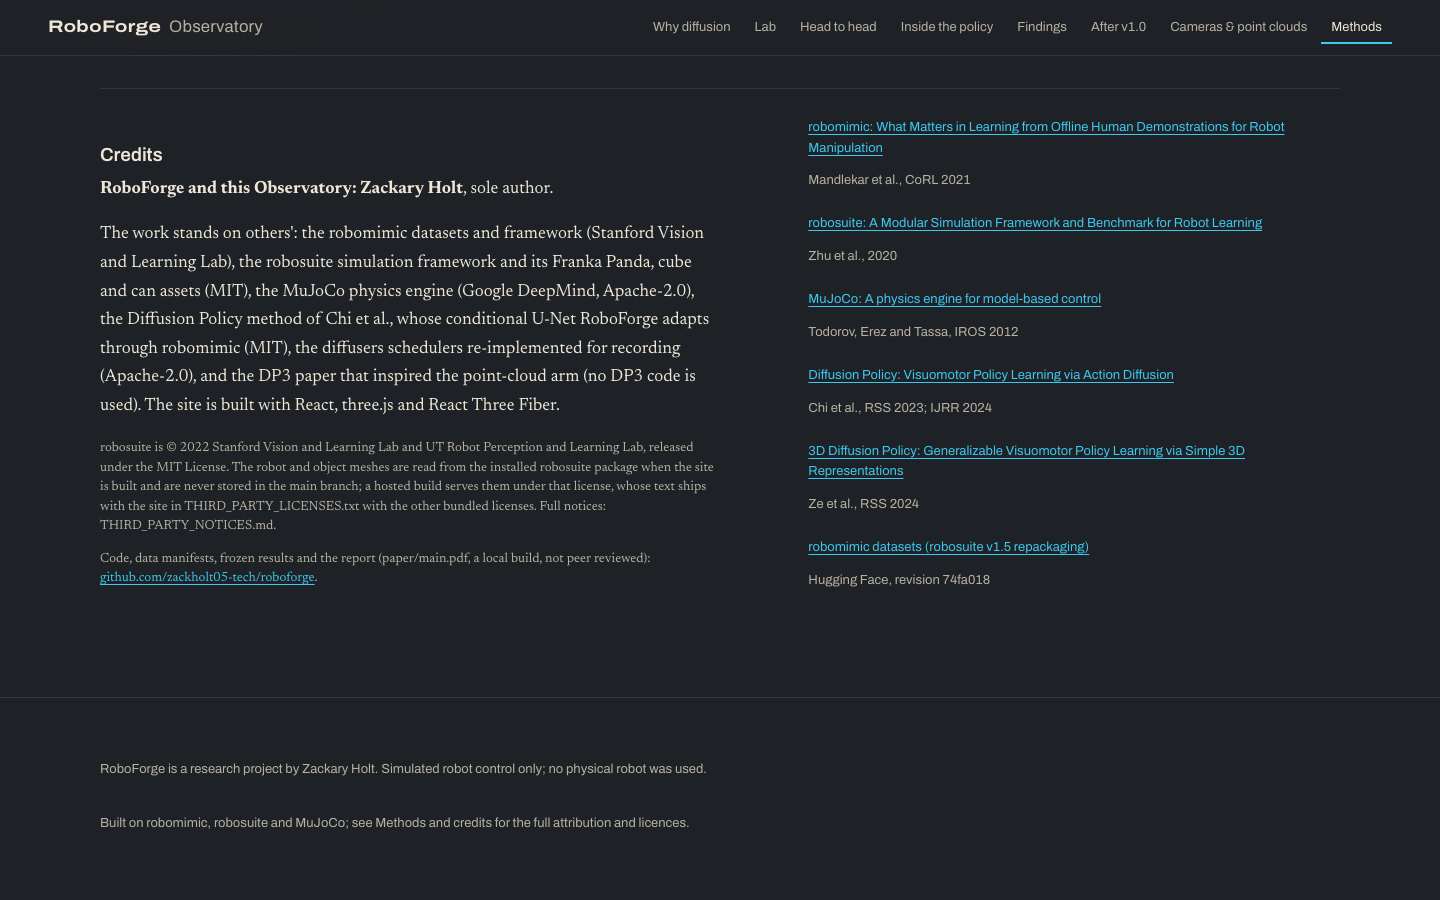 RoboForge Observatory
Why diffusion Lab Head to head Inside the policy Findings After v1.0 Cameras & point clouds Methods
Credits
RoboForge and this Observatory: Zackary Holt, sole author.
The work stands on others': the robomimic datasets and framework (Stanford Vision
and Learning Lab), the robosuite simulation framework and its Franka Panda, cube
and can assets (MIT), the MuJoCo physics engine (Google DeepMind, Apache-2.0),
the Diffusion Policy method of Chi et al., whose conditional U-Net RoboForge adapts
through robomimic (MIT), the diffusers schedulers re-implemented for recording
(Apache-2.0), and the DP3 paper that inspired the point-cloud arm (no DP3 code is
used). The site is built with React, three.js and React Three Fiber.
robosuite is © 2022 Stanford Vision and Learning Lab and UT Robot Perception and Learning Lab, released
under the MIT License. The robot and object meshes are read from the installed robosuite package when the site
is built and are never stored in the main branch; a hosted build serves them under that license, whose text ships
with the site in THIRD_PARTY_LICENSES.txt with the other bundled licenses. Full notices:
THIRD_PARTY_NOTICES.md.
Code, data manifests, frozen results and the report (paper/main.pdf, a local build, not peer reviewed):
github.com/zackholt05-tech/roboforge.
robomimic: What Matters in Learning from Offline Human Demonstrations for Robot
Manipulation
Mandlekar et al., CoRL 2021
robosuite: A Modular Simulation Framework and Benchmark for Robot Learning
Zhu et al., 2020
MuJoCo: A physics engine for model-based control
Todorov, Erez and Tassa, IROS 2012
Diffusion Policy: Visuomotor Policy Learning via Action Diffusion
Chi et al., RSS 2023; IJRR 2024
3D Diffusion Policy: Generalizable Visuomotor Policy Learning via Simple 3D
Representations
Ze et al., RSS 2024
robomimic datasets (robosuite v1.5 repackaging)
Hugging Face, revision 74fa018
RoboForge is a research project by Zackary Holt. Simulated robot control only; no physical robot was used.
Built on robomimic, robosuite and MuJoCo; see Methods and credits for the full attribution and licences.